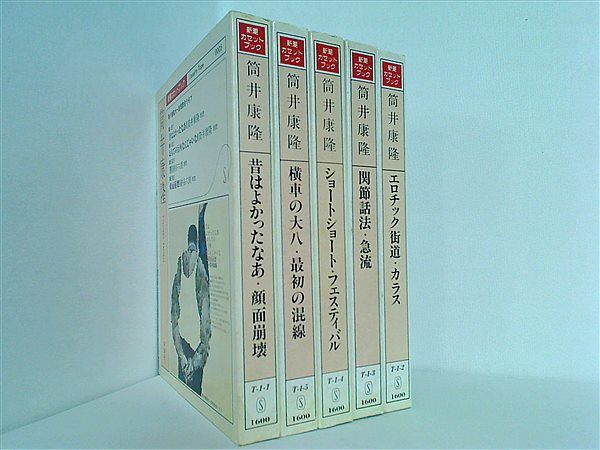 新潮
カセット
ブック
筒井康隆
昔はよかったなあ・顔面崩壊
T-1-1
S
1600
新潮
カセット
ブック
筒井康隆
横車の大八・最初の混線
T-1-5
S
1600
新潮
カセット
ブック
筒井康隆
ショートショート・フェスティバル
T-1-4
S
1600
新潮
カセット
ブック
筒井康隆
関節話法・急流
T-1-3
S
1600
新潮
カセット
ブック
筒井康隆
エロチック街道・カラス
T-1-2
S
1600
筒井康隆
S